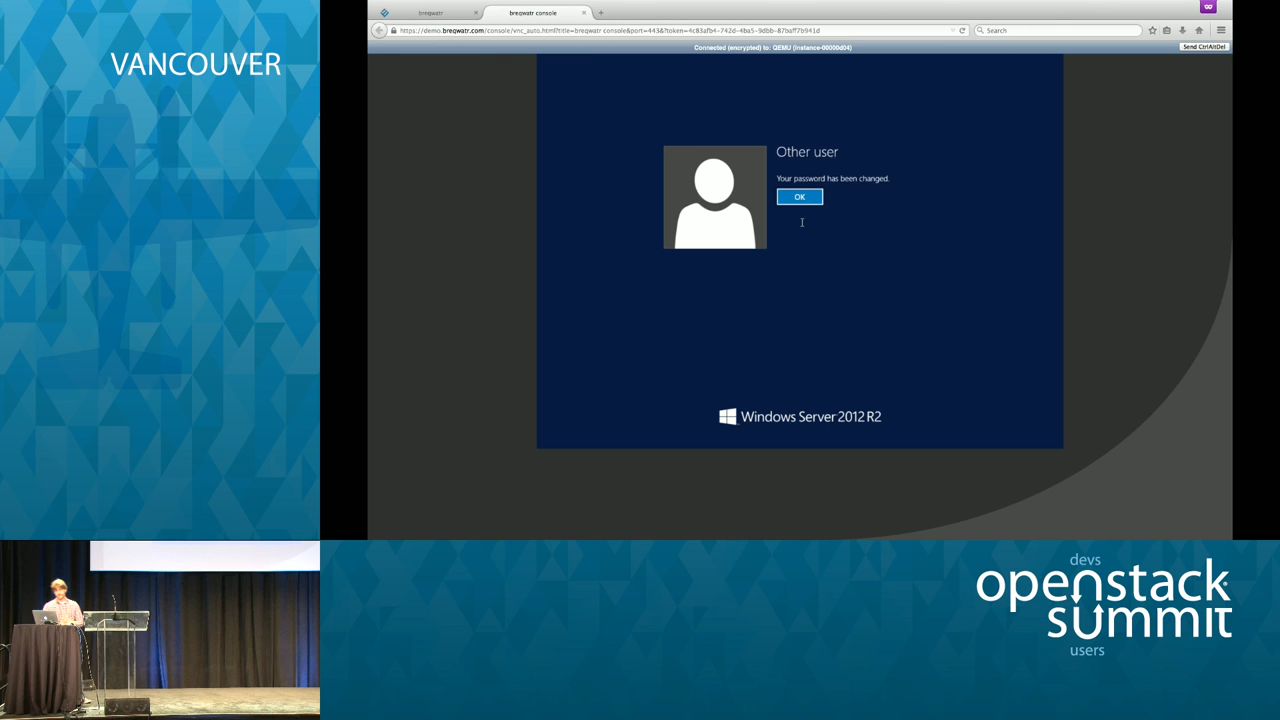 VANCOUVER
breqwatr
breqwatr console
https://demo.breqwatr.com/console/vnc_auto.html?title=breqwatr console&port=443&?token=4c83afb4-742d-4ba5-9dbb-87baff7b941d
Search
Connected (encrypted) to: QEMU (instance-00000d04)
Send CtrlAltDel
Other user
Your password has been changed.
OK
Windows Server 2012 R2
devs
openstack
summit
users